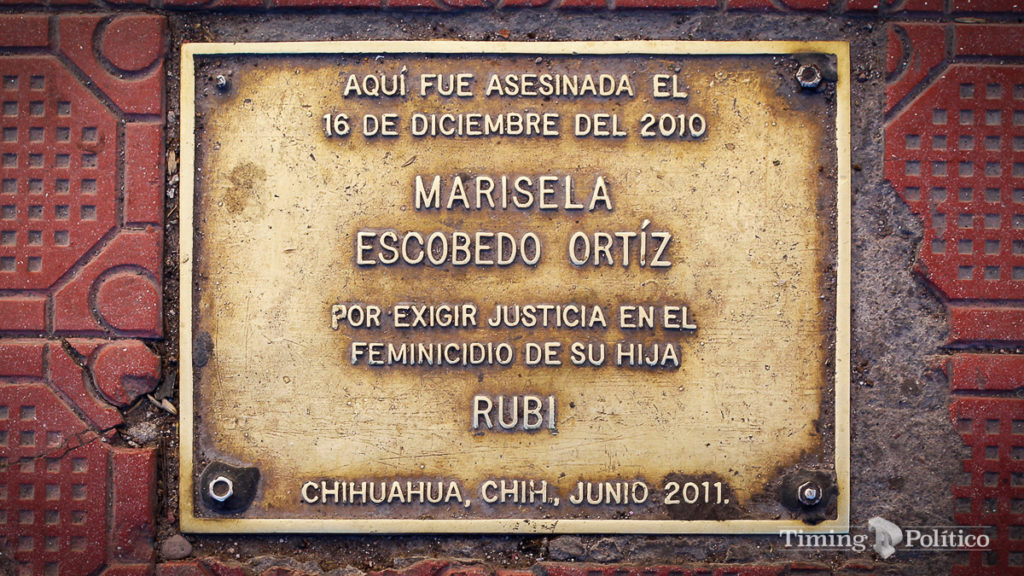 AQUÍ FUE ASESINADA EL
16 DE DICIEMBRE DEL 2010
MARISELA
ESCOBEDO ORTÍZ
POR EXIGIR JUSTICIA EN EL
FEMINICIDIO DE SU HIJA
RUBI
CHIHUAHUA, CHIH., JUNIO 2011.
Timing Político